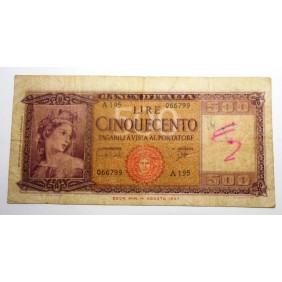 BANCA D'ITALIA
A 195 066799
LIRE
500 CINQUECENTO 500
PAGABILI A VISTA AL PORTATORE
066799 A 195
500
DECR. MIN. 14 AGOSTO 1947